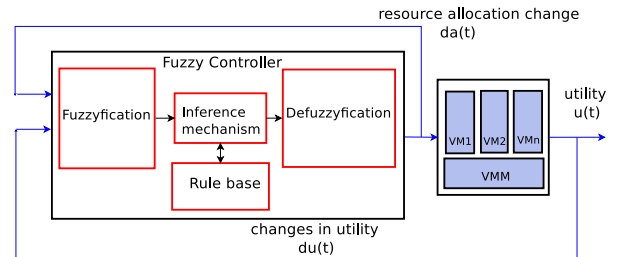 resource allocation change
da(t)
Fuzzy Controller
Fuzzyfication
Inference
mechanism
Defuzzyfication
Rule base
VM1
VM2
VMn
VMM
utility
u(t)
changes in utility
du(t)